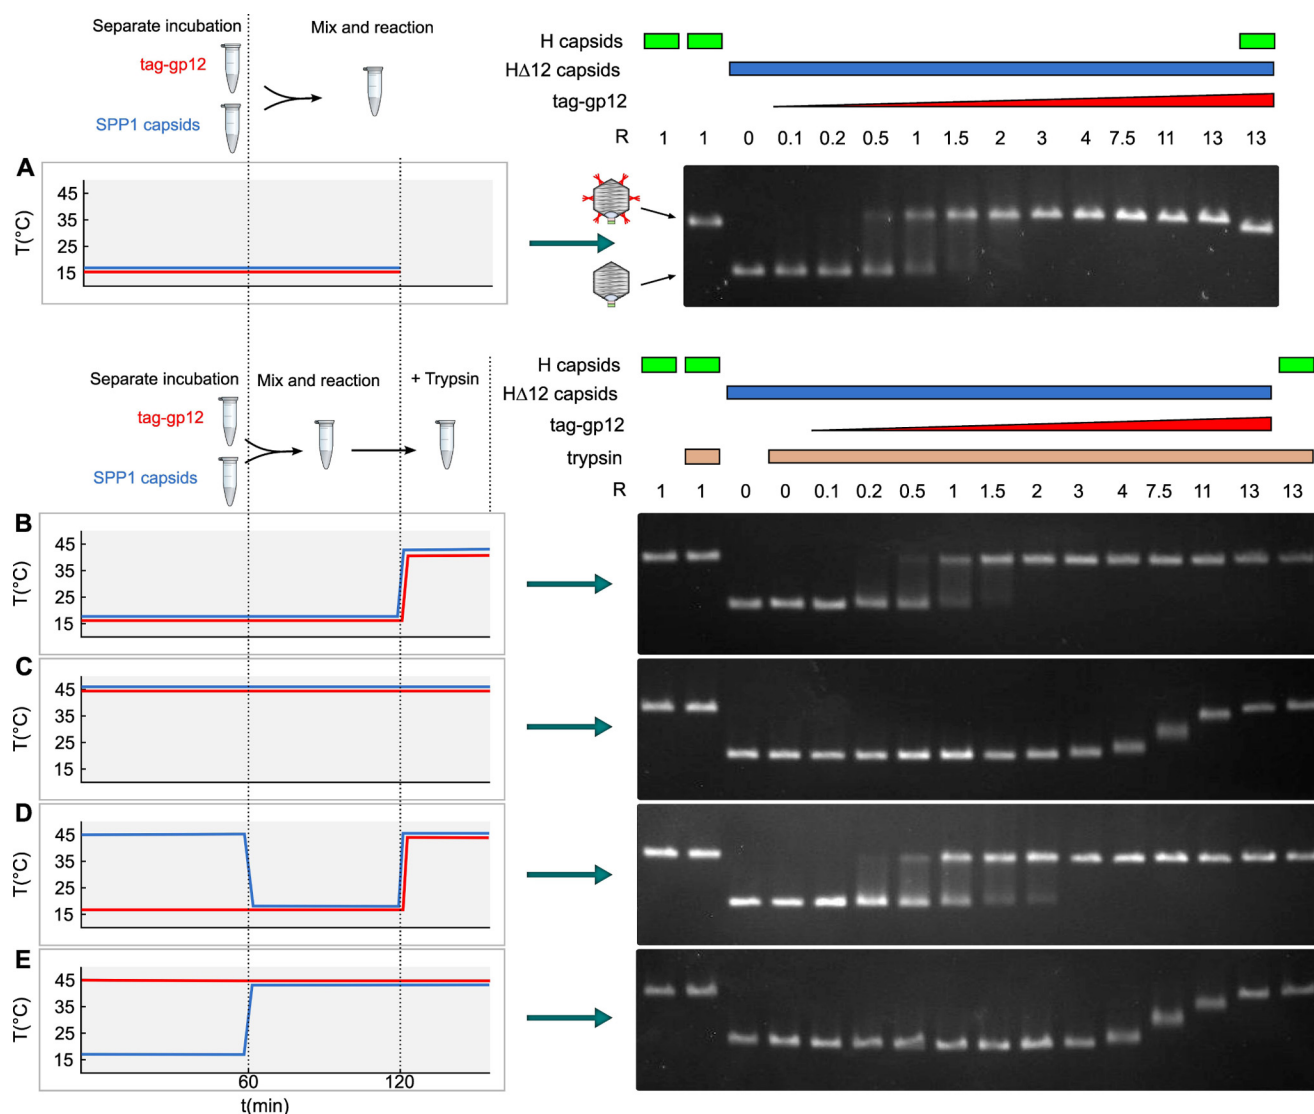 Separate incubation
Mix and reaction
tag-gp12
SPP1 capsids
H capsids
HΔ12 capsids
tag-gp12
R 1 1 0 0.1 0.2 0.5 1 1.5 2 3 4 7.5 11 13 13
A
T(°C)
45
35
25
15
Separate incubation
Mix and reaction
+ Trypsin
tag-gp12
SPP1 capsids
H capsids
HΔ12 capsids
tag-gp12
trypsin
R 1 1 0 0 0.1 0.2 0.5 1 1.5 2 3 4 7.5 11 13 13
B
T(°C)
45
35
25
15
C
T(°C)
45
35
25
15
D
T(°C)
45
35
25
15
E
T(°C)
45
35
25
15
60 120
t(min)